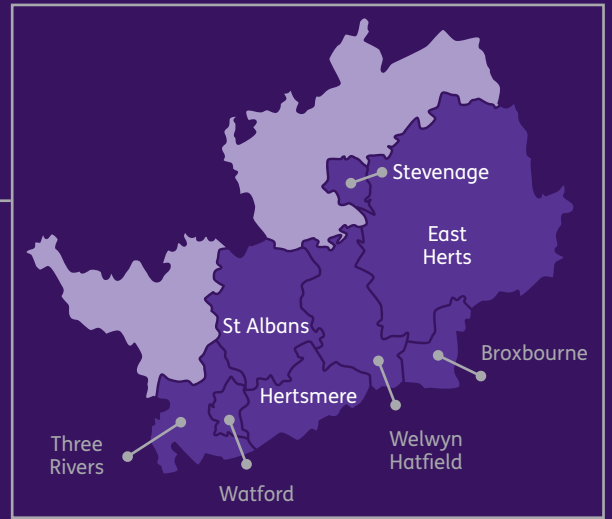 Stevenage
East
Herts
St Albans
Broxbourne
Hertsmere
Welwyn
Hatfield
Three
Rivers
Watford